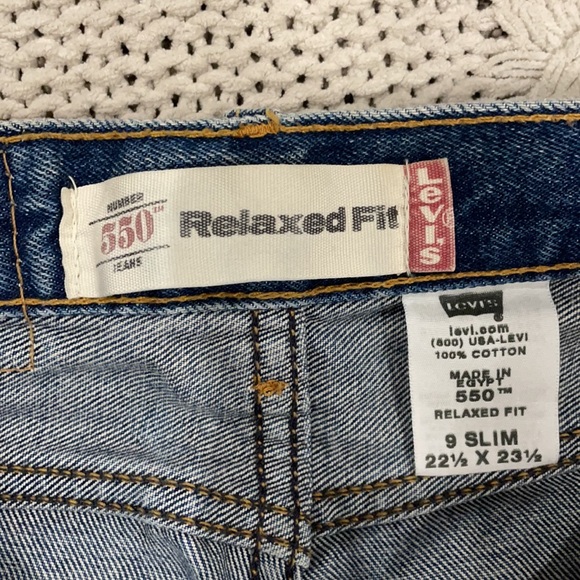 NUMBER
550™
JEANS
Relaxed Fit
Levi's®
Levi's®
levi.com
(800) USA-LEVI
100% COTTON
MADE IN
EGYPT
550™
RELAXED FIT
9 SLIM
22½ X 23½